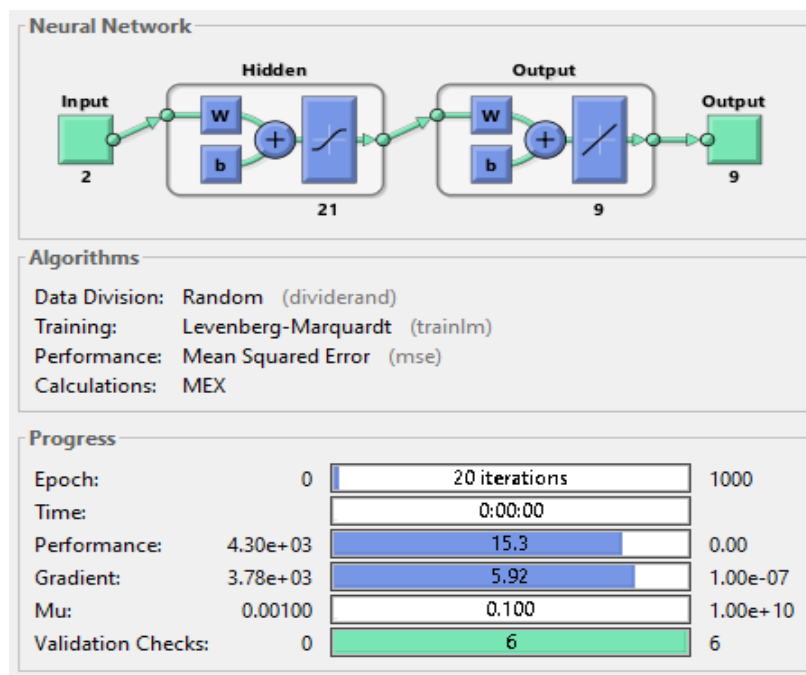 Neural Network
Hidden
Output
Input
Output
W
b
+
W
b
+
2
21
9
9
Algorithms
Data Division: Random (dividerand)
Training: Levenberg-Marquardt (trainlm)
Performance: Mean Squared Error (mse)
Calculations: MEX
Progress
Epoch: 0 20 iterations 1000
Time: 0:00:00
Performance: 4.30e+03 15.3 0.00
Gradient: 3.78e+03 5.92 1.00e-07
Mu: 0.00100 0.100 1.00e+10
Validation Checks: 0 6 6